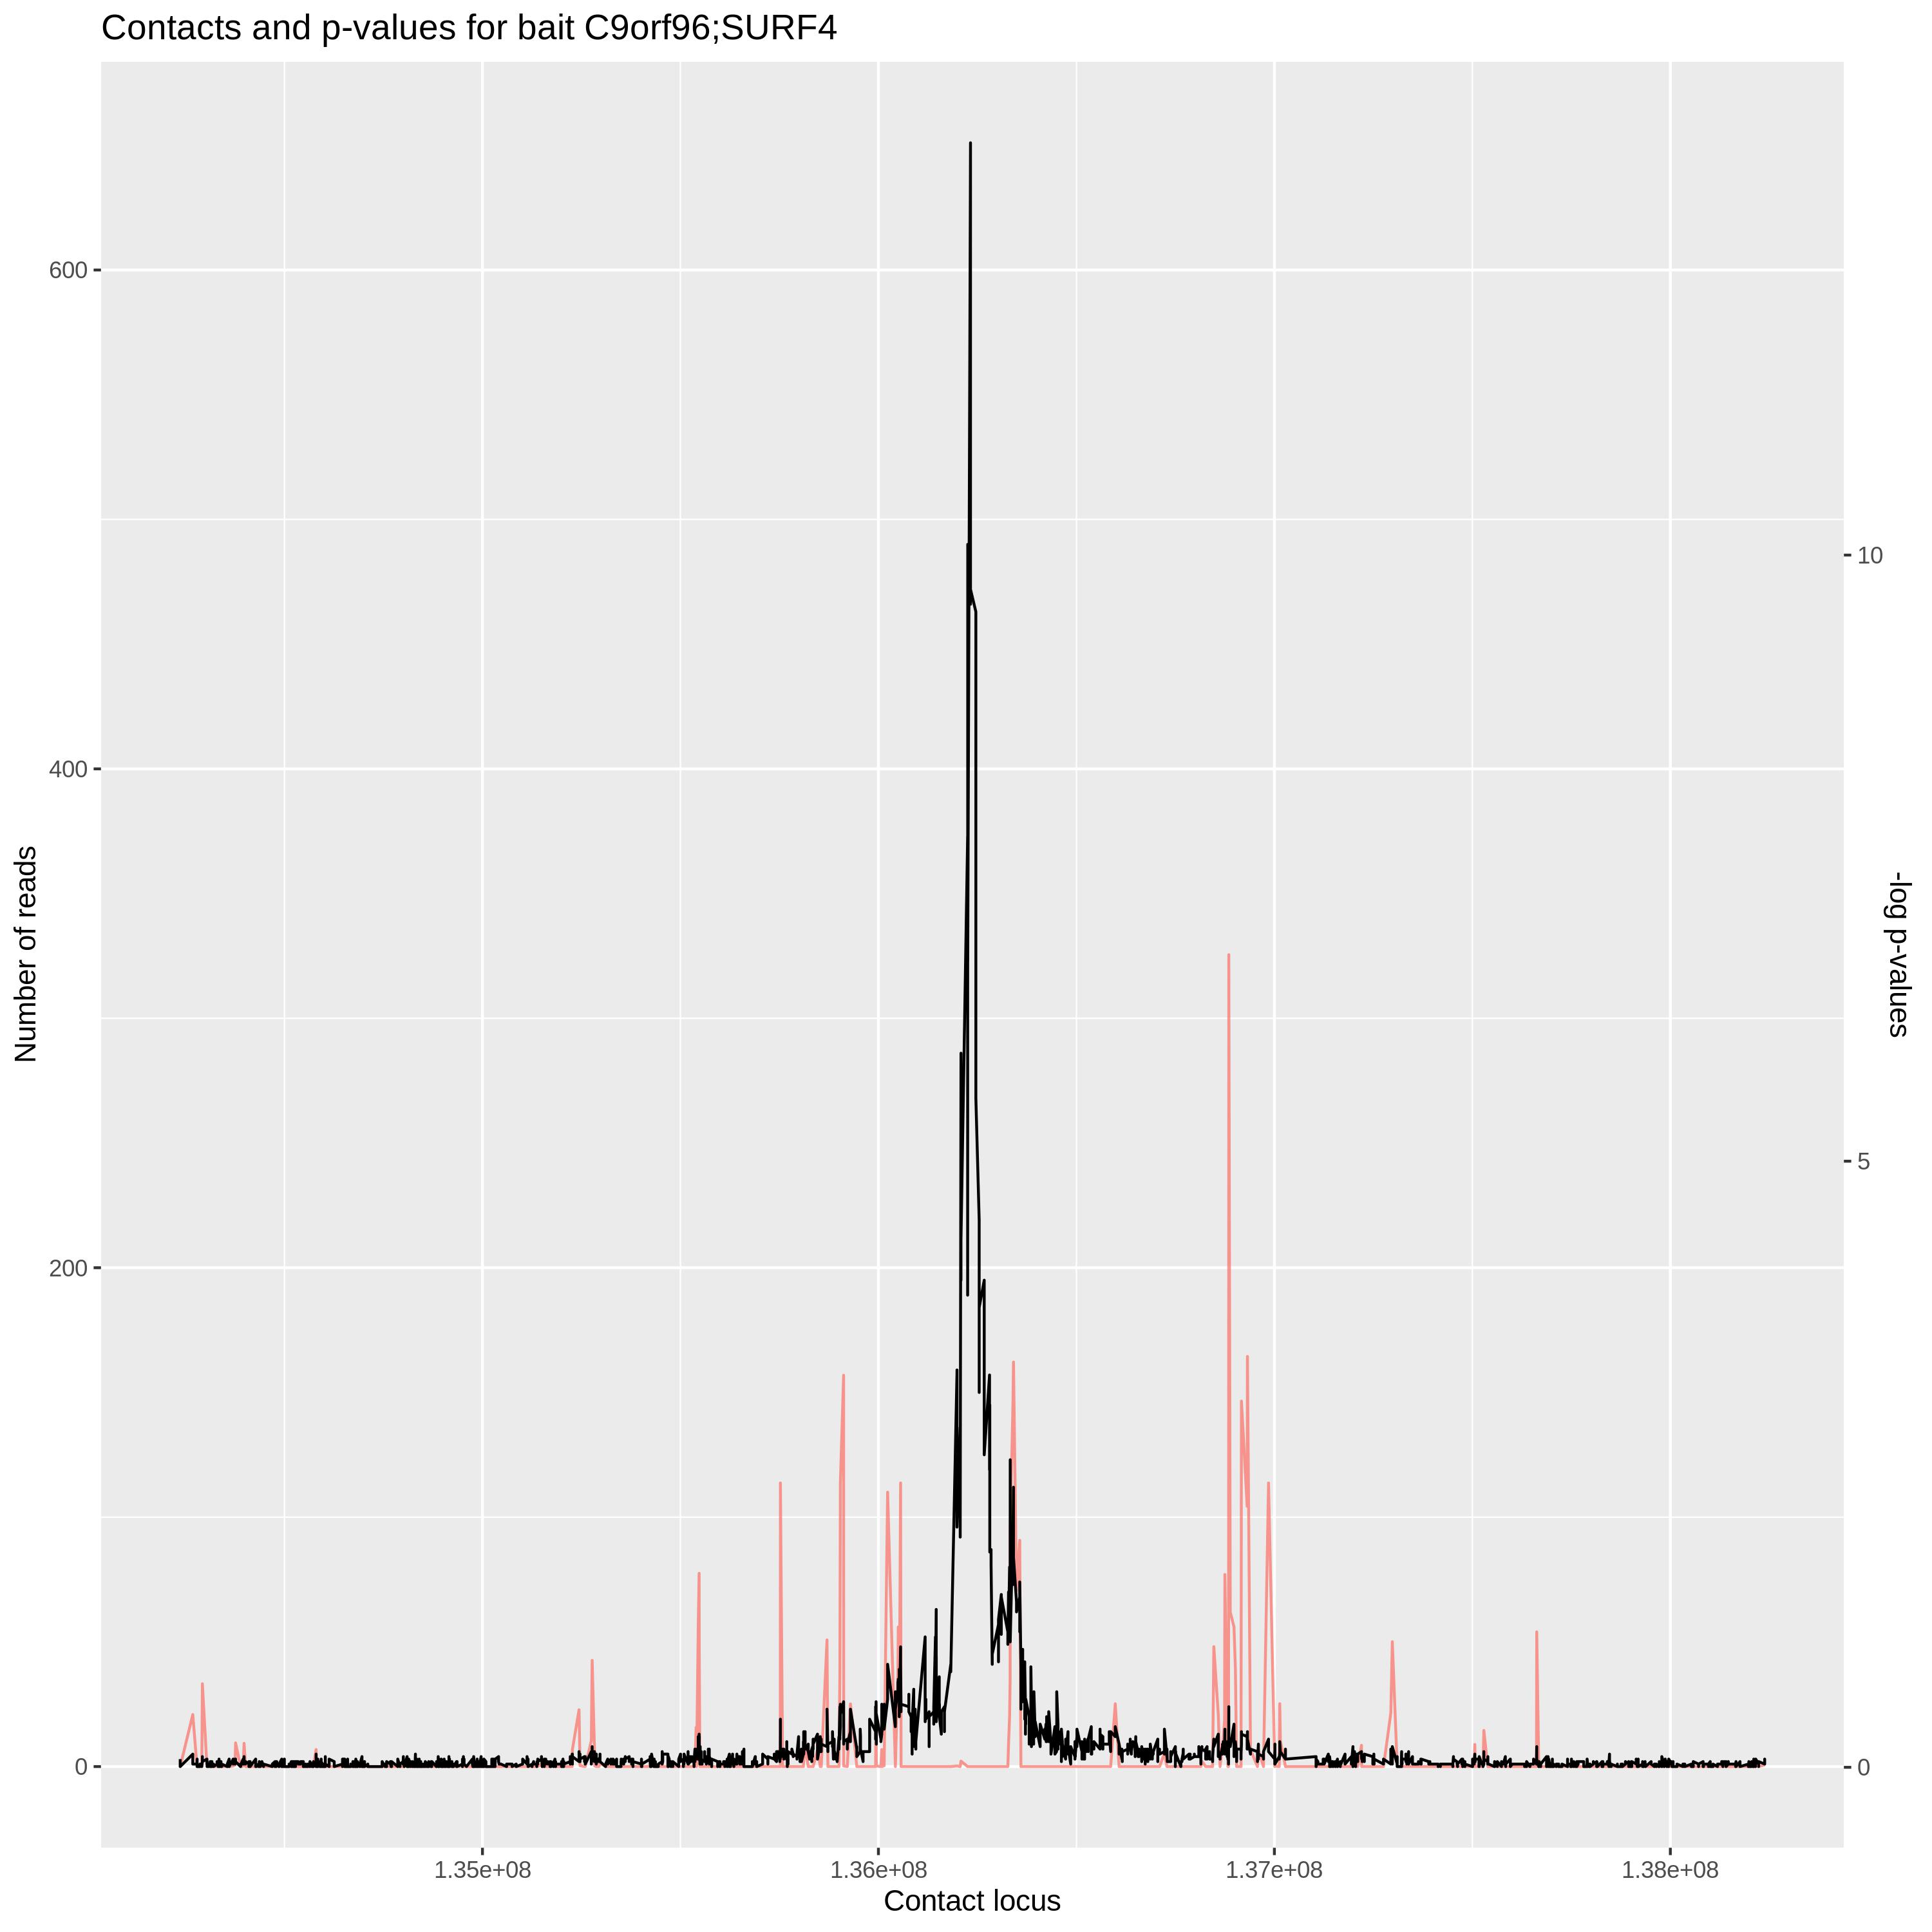 Contacts and p-values for bait C9orf96;SURF4
600
400
200
0
Number of reads
10
5
0
-log p-values
1.35e+08
1.36e+08
1.37e+08
1.38e+08
Contact locus